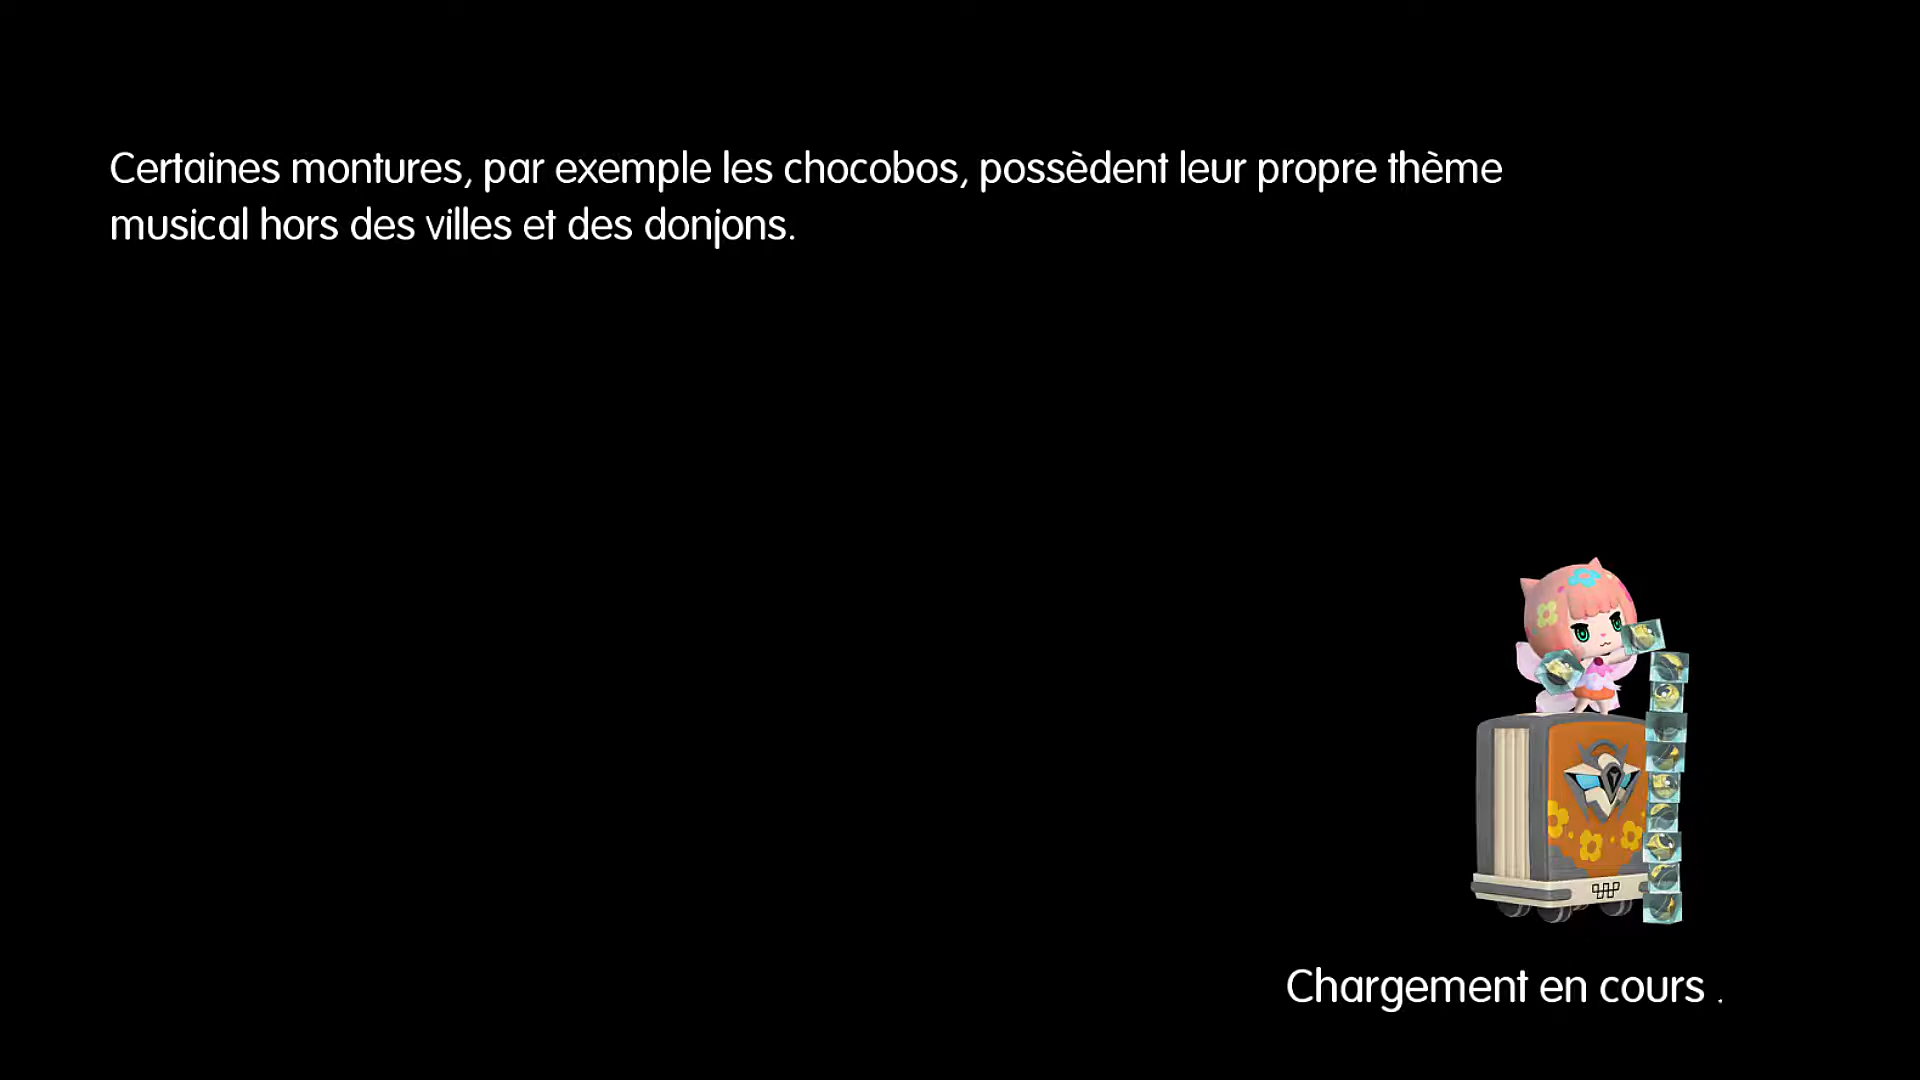 Certaines montures, par exemple les chocobos, possèdent leur propre thème
musical hors des villes et des donjons.
Chargement en cours .